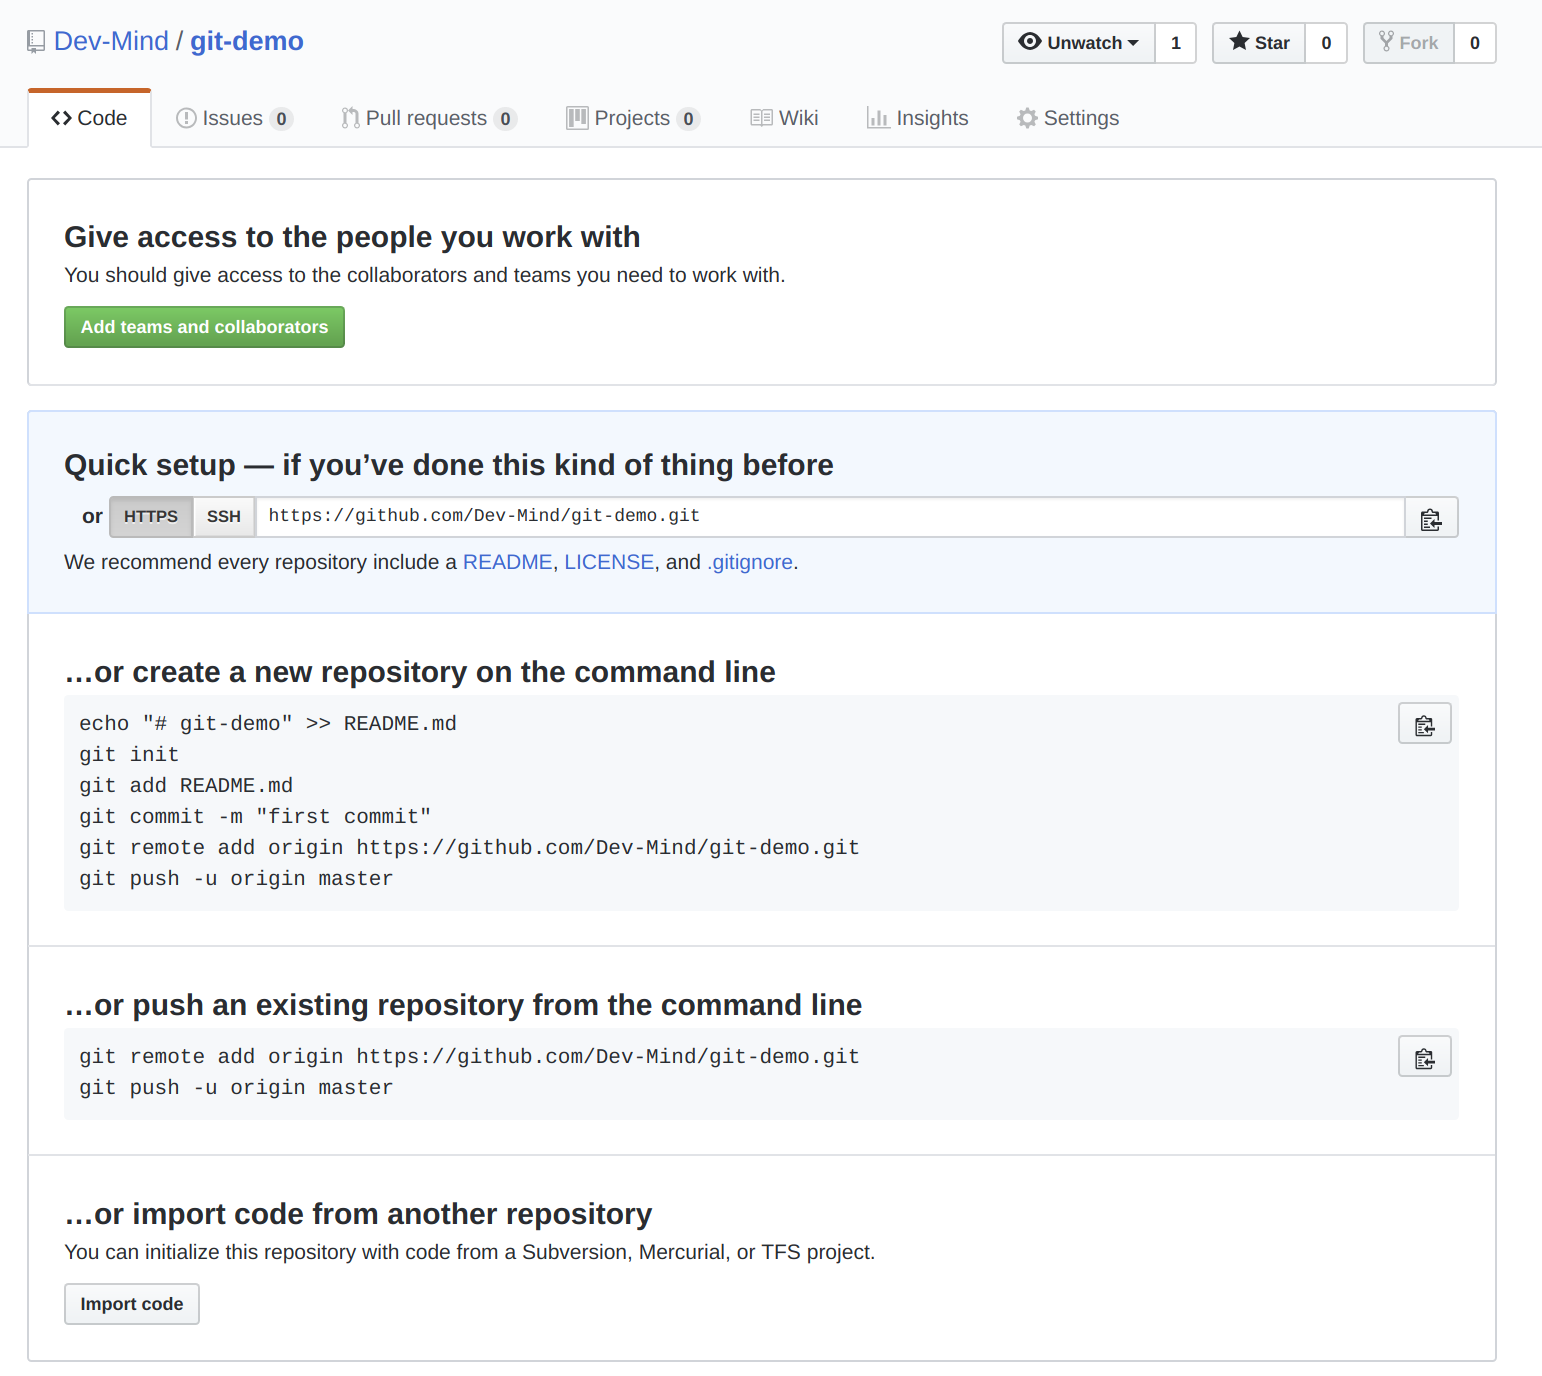 Dev-Mind / git-demo
Unwatch 1 Star 0 Fork 0
Code Issues 0 Pull requests 0 Projects 0 Wiki Insights Settings
Give access to the people you work with
You should give access to the collaborators and teams you need to work with.
Add teams and collaborators
Quick setup — if you’ve done this kind of thing before
or HTTPS SSH https://github.com/Dev-Mind/git-demo.git
We recommend every repository include a README, LICENSE, and .gitignore.
…or create a new repository on the command line
echo "# git-demo" >> README.md
git init
git add README.md
git commit -m "first commit"
git remote add origin https://github.com/Dev-Mind/git-demo.git
git push -u origin master
…or push an existing repository from the command line
git remote add origin https://github.com/Dev-Mind/git-demo.git
git push -u origin master
…or import code from another repository
You can initialize this repository with code from a Subversion, Mercurial, or TFS project.
Import code